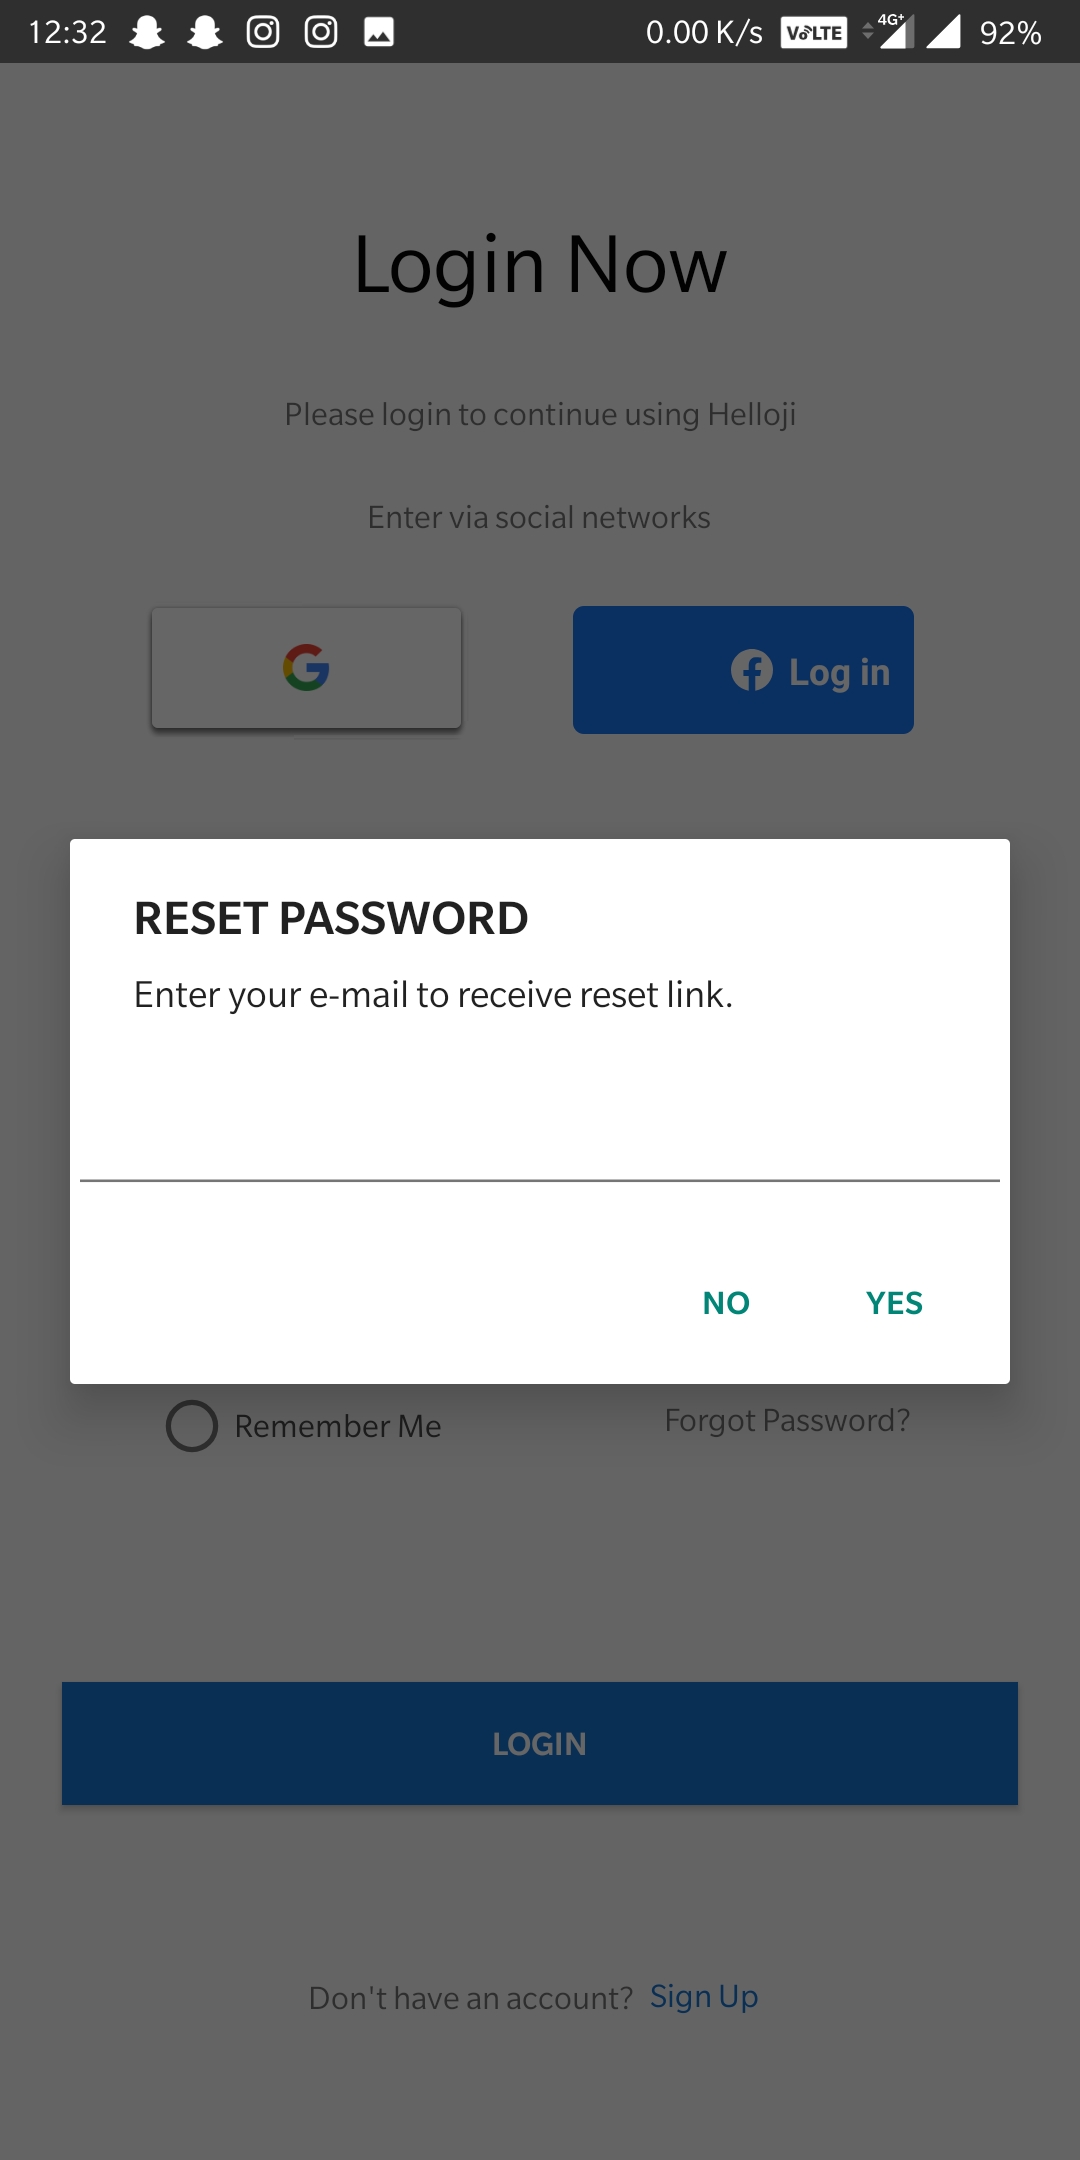 12:32 0.00 K/s VoLTE 4G+ 92%
Login Now
Please login to continue using Helloji
Enter via social networks
Log in
RESET PASSWORD
Enter your e-mail to receive reset link.
NO YES
Remember Me Forgot Password?
LOGIN
Don't have an account? Sign Up